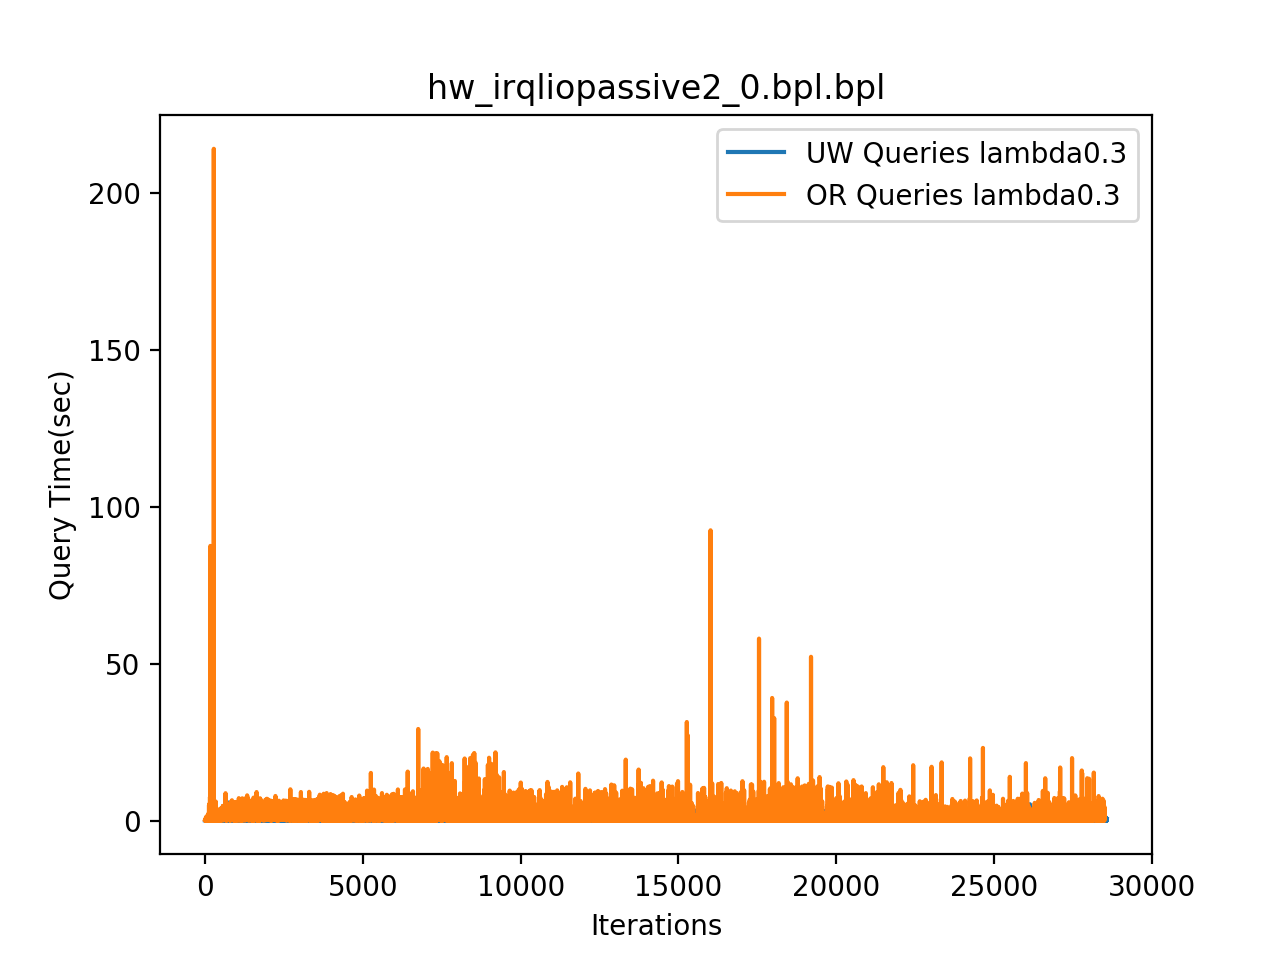 hw_irqliopassive2_0.bpl.bpl
UW Queries lambda0.3
OR Queries lambda0.3
200
150
100
50
0
Query Time(sec)
0 5000 10000 15000 20000 25000 30000
Iterations